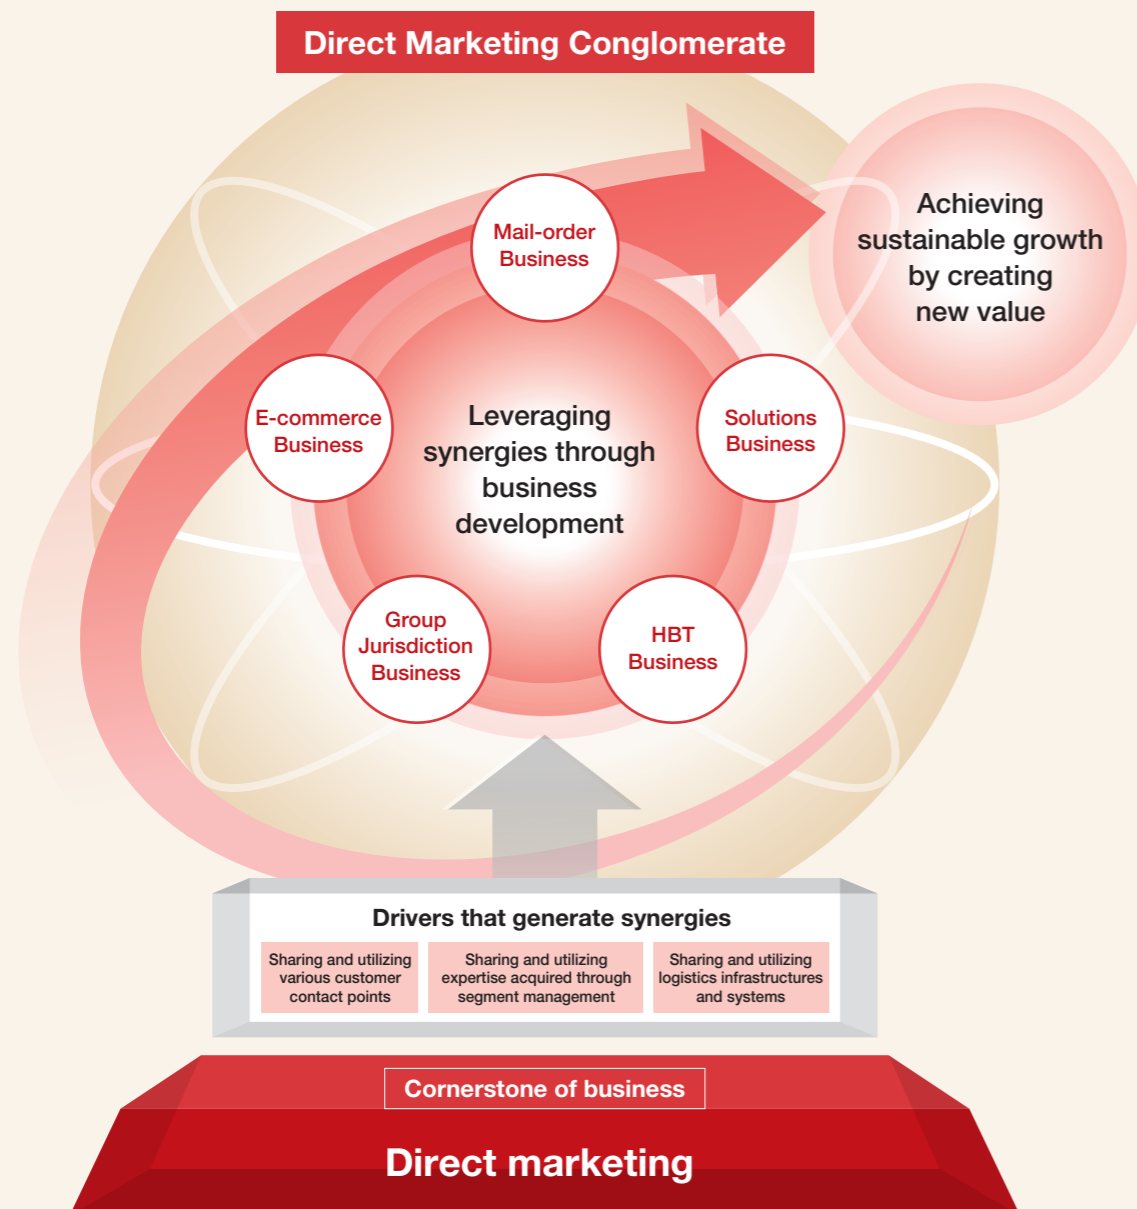 Direct Marketing Conglomerate
Achieving
sustainable growth
by creating
new value
Mail-order
Business
E-commerce
Business
Leveraging
synergies through
business
development
Solutions
Business
Group
Jurisdiction
Business
HBT
Business
Drivers that generate synergies
Sharing and utilizing
various customer
contact points
Sharing and utilizing
expertise acquired through
segment management
Sharing and utilizing
logistics infrastructures
and systems
Cornerstone of business
Direct marketing